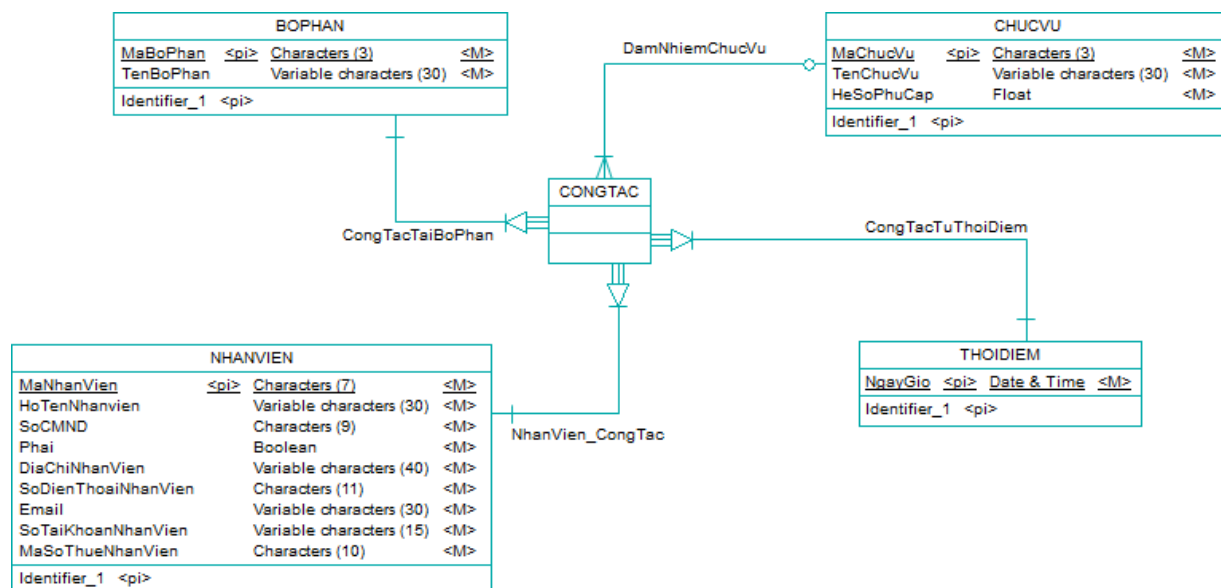 BOPHAN
MaBoPhan <pi> Characters (3) <M>
TenBoPhan Variable characters (30) <M>
Identifier_1 <pi>
DamNhiemChucVu
CHUCVU
MaChucVu <pi> Characters (3) <M>
TenChucVu Variable characters (30) <M>
HeSoPhuCap Float <M>
Identifier_1 <pi>
CONGTAC
CongTacTaiBoPhan
CongTacTuThoiDiem
NHANVIEN
MaNhanVien <pi> Characters (7) <M>
HoTenNhanvien Variable characters (30) <M>
SoCMND Characters (9) <M>
Phai Boolean <M>
DiaChiNhanVien Variable characters (40) <M>
SoDienThoaiNhanVien Characters (11) <M>
Email Variable characters (30) <M>
SoTaiKhoanNhanVien Variable characters (15) <M>
MaSoThueNhanVien Characters (10) <M>
Identifier_1 <pi>
NhanVien_CongTac
THOIDIEM
NgayGio <pi> Date & Time <M>
Identifier_1 <pi>